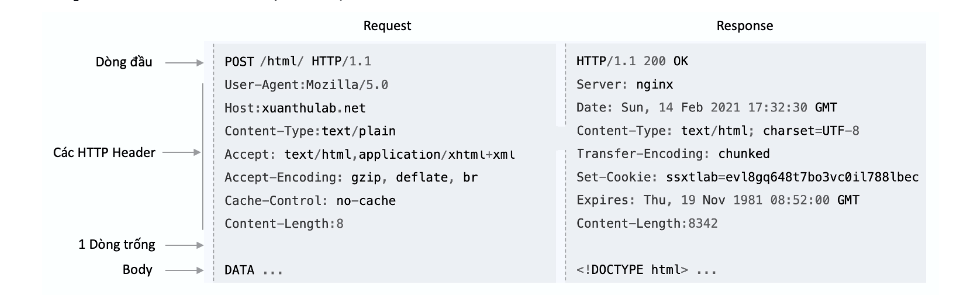 Request
Response
Dòng đầu
POST /html/ HTTP/1.1
HTTP/1.1 200 OK
User-Agent:Mozilla/5.0
Server: nginx
Host:xuanthulab.net
Date: Sun, 14 Feb 2021 17:32:30 GMT
Content-Type:text/plain
Content-Type: text/html; charset=UTF-8
Các HTTP Header
Accept: text/html,application/xhtml+xml
Transfer-Encoding: chunked
Accept-Encoding: gzip, deflate, br
Set-Cookie: ssxtlab=evl8gq648t7bo3vc0il788lbec
Cache-Control: no-cache
Expires: Thu, 19 Nov 1981 08:52:00 GMT
Content-Length:8
Content-Length:8342
1 Dòng trống
Body
DATA ...
<!DOCTYPE html> ...